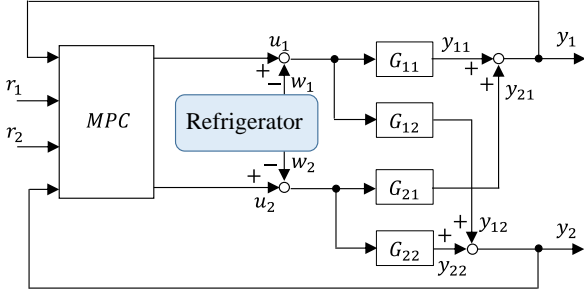 u₁
y₁₁
y₁
G₁₁
+
−
w₁
+
+
y₂₁
r₁
MPC
Refrigerator
G₁₂
r₂
−
w₂
+
u₂
G₂₁
+
y₁₂
y₂
G₂₂
+
y₂₂